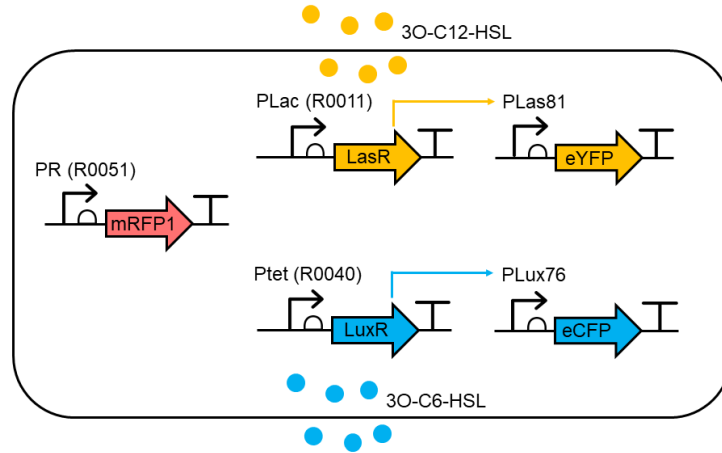 3O-C12-HSL
PLac (R0011)
PLas81
LasR
eYFP
PR (R0051)
mRFP1
Ptet (R0040)
PLux76
LuxR
eCFP
3O-C6-HSL